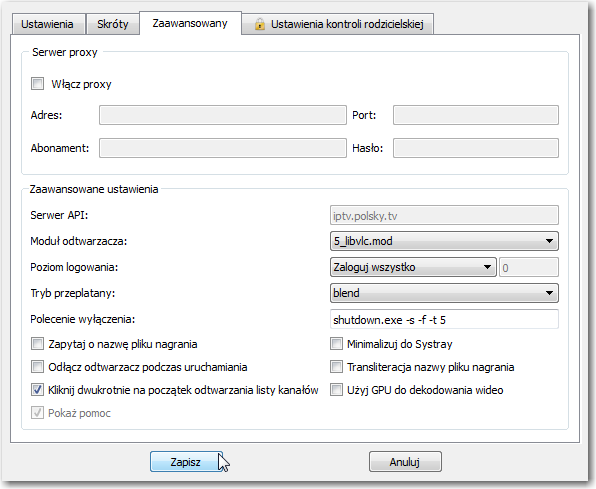 Ustawienia Skróty Zaawansowany Ustawienia kontroli rodzicielskiej
Serwer proxy
Włącz proxy
Adres: Port:
Abonament: Hasło:
Zaawansowane ustawienia
Serwer API: iptv.polsky.tv
Moduł odtwarzacza: 5_libvlc.mod
Poziom logowania: Zaloguj wszystko 0
Tryb przeplatany: blend
Polecenie wyłączenia: shutdown.exe -s -f -t 5
Zapytaj o nazwę pliku nagrania Minimalizuj do Systray
Odłącz odtwarzacz podczas uruchamiania Transliteracja nazwy pliku nagrania
Kliknij dwukrotnie na początek odtwarzania listy kanałów Użyj GPU do dekodowania wideo
Pokaż pomoc
Zapisz Anuluj